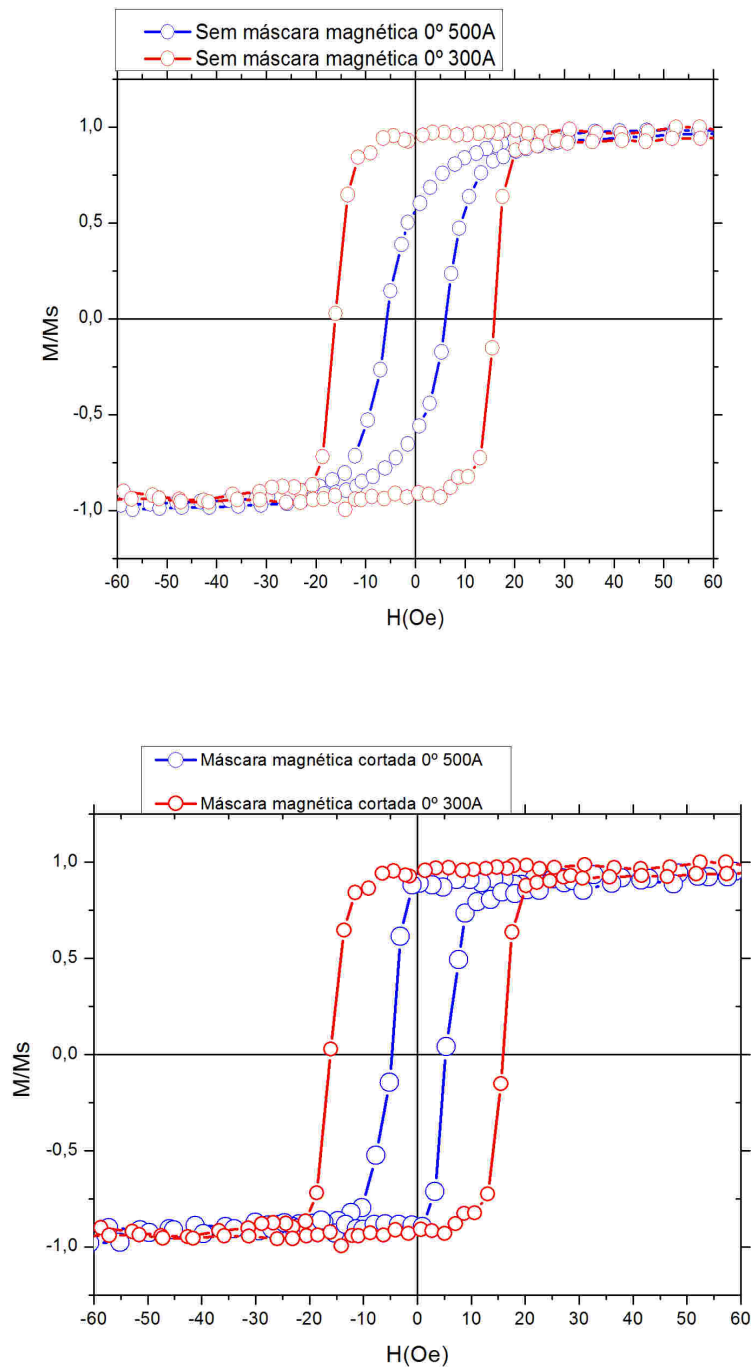 Sem máscara magnética 0º 500A
Sem máscara magnética 0º 300A
1,0
0,5
0,0
-0,5
-1,0
M/Ms
-60 -50 -40 -30 -20 -10 0 10 20 30 40 50 60
H(Oe)
Máscara magnética cortada 0º 500A
Máscara magnética cortada 0º 300A
1,0
0,5
0,0
-0,5
-1,0
M/Ms
-60 -50 -40 -30 -20 -10 0 10 20 30 40 50 60
H(Oe)